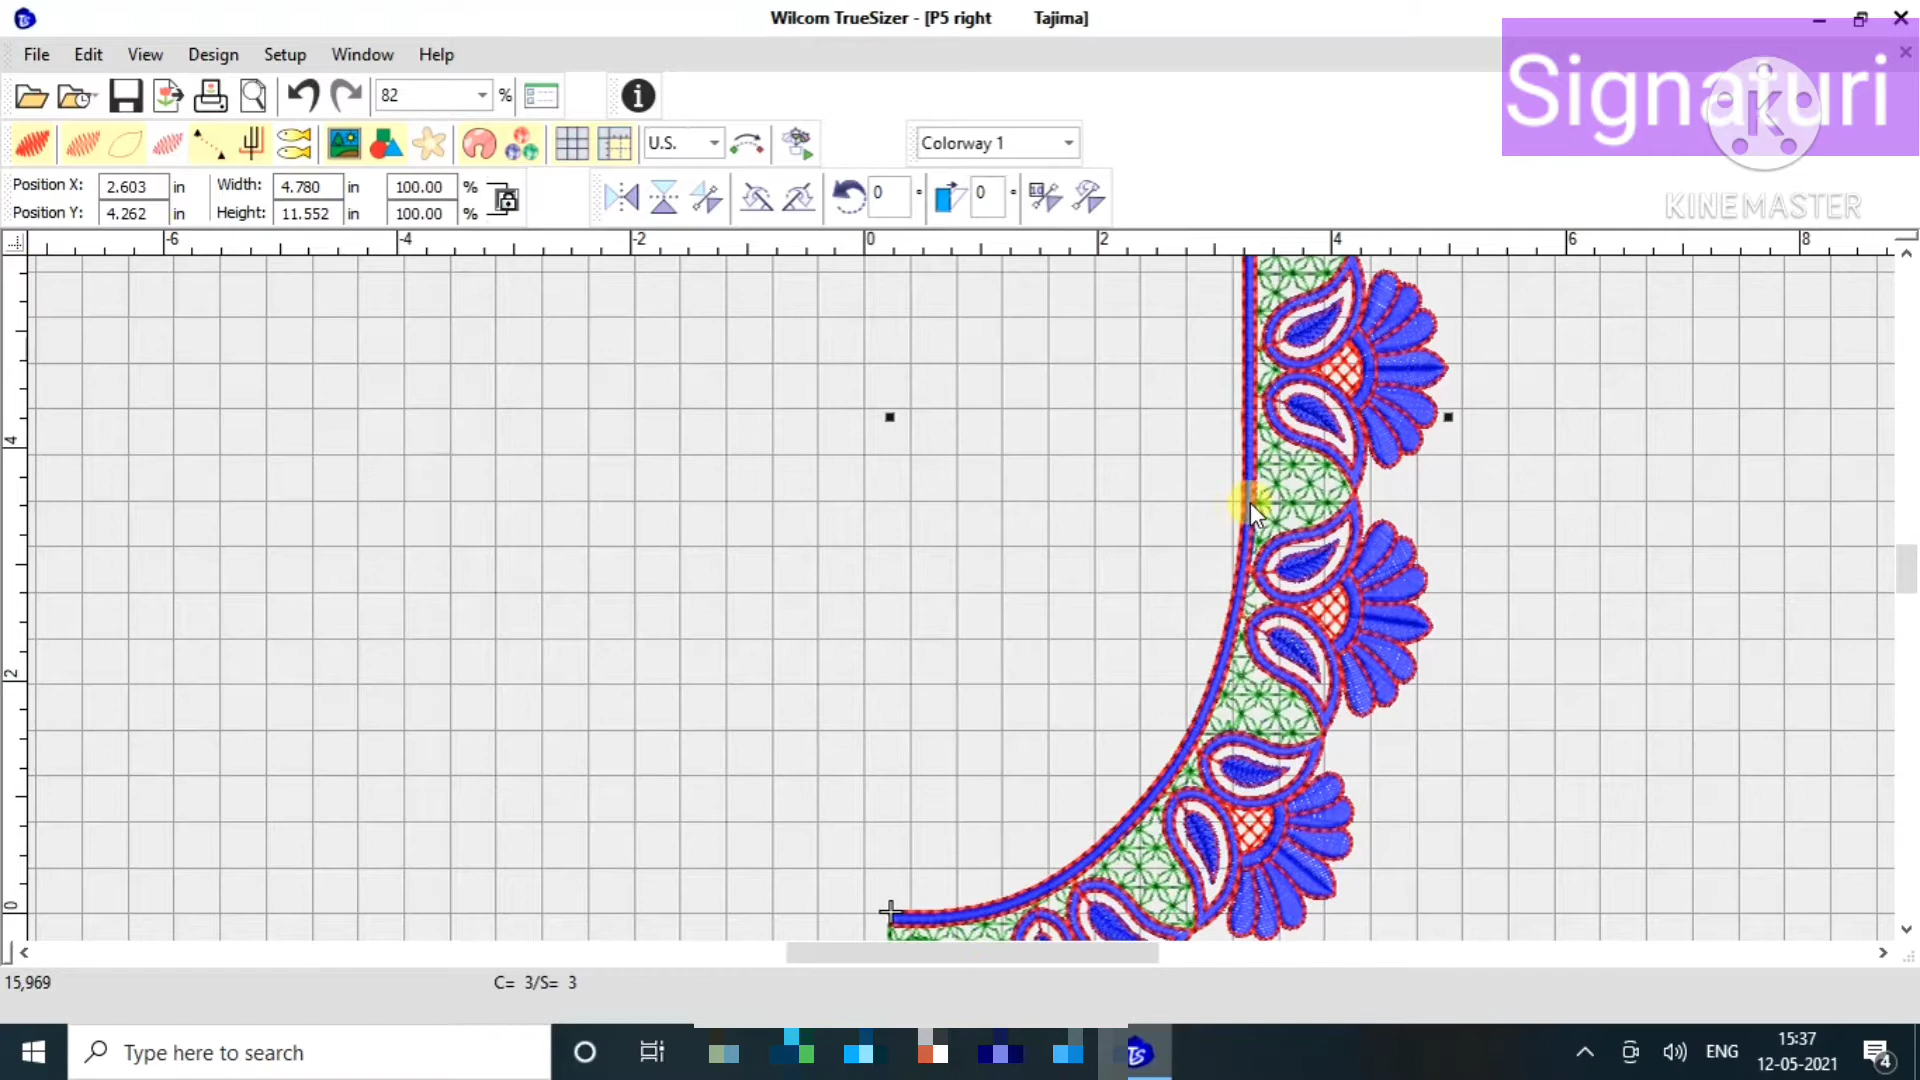 Wilcom TrueSizer - [P5 right Tajima]
File Edit View Design Setup Window Help
Signaturi
K
KINEMASTER
82 %
U.S.
Colorway 1
Position X: 2.603 in Width: 4.780 in 100.00 %
Position Y: 4.262 in Height: 11.552 in 100.00 %
0 ° 0 °
-6 -4 -2 0 2 4 6 8
4
2
0
15,969 C= 3/S= 3
Type here to search
Ts
ENG
15:37
12-05-2021
4